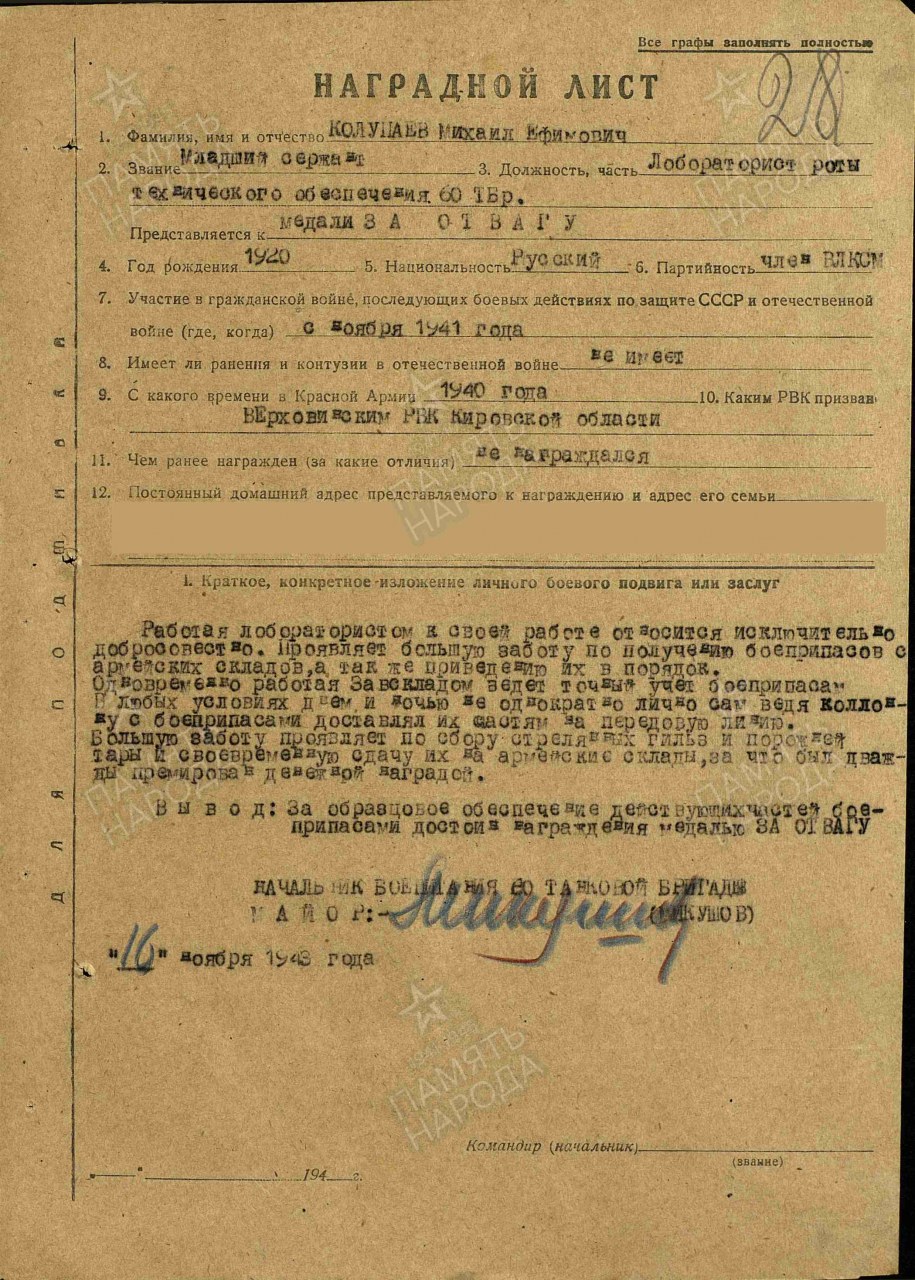 Все графы заполнять полностью
НАГРАДНОЙ ЛИСТ
28
1. Фамилия, имя и отчество КОЛУПАЕВ Михаил Ефимович
2. Звание Младший сержант 3. Должность, часть Лобораторист роты
технического обеспечения 60 ТБр.
Представляется к медали ЗА ОТВАГУ
4. Год рождения 1920 5. Национальность Русский 6. Партийность член ВЛКСМ
7. Участие в гражданской войне, последующих боевых действиях по защите СССР и отечественной
войне (где, когда) с ноября 1941 года
8. Имеет ли ранения и контузии в отечественной войне не имеет
9. С какого времени в Красной Армии 1940 года 10. Каким РВК призван
ВЕрховинским РВК Кировской области
11. Чем ранее награжден (за какие отличия) не награждался
12. Постоянный домашний адрес представляемого к награждению и адрес его семьи
I. Краткое, конкретное изложение личного боевого подвига или заслуг
Работая лоборатористом к своей работе относится исключительно
добросовестно. Проявляет большую заботу по получению боеприпасов с
армейских складов,а так же приведению их в порядок.
Одновременно работая Завскладом ведет точный учет боеприпасам
В любых условиях днем и ночью не однократно лично сам ведя колло-
ну с боеприпасами доставлял их частям на передовую линию.
Большую заботу проявляет по сбору стрелянных гильз и порожней
тары и своевременную сдачу их на армейские склады,за что был дваж-
ды премирован денежной наградой.
Вывод: За образцовое обеспечение действующихчастей бое-
припасами достоин награждения медалью ЗА ОТВАГУ
НАЧАЛЬНИК БОЕПИТАНИЯ 60 ТАНКОВОЙ БРИГАДЫ
МАЙОР:- (МИКУШОВ)
"16" ноября 1943 года
Командир (начальник)
(звание)
" " 194 г.
Для подшивки
ПАМЯТЬ
НАРОДА